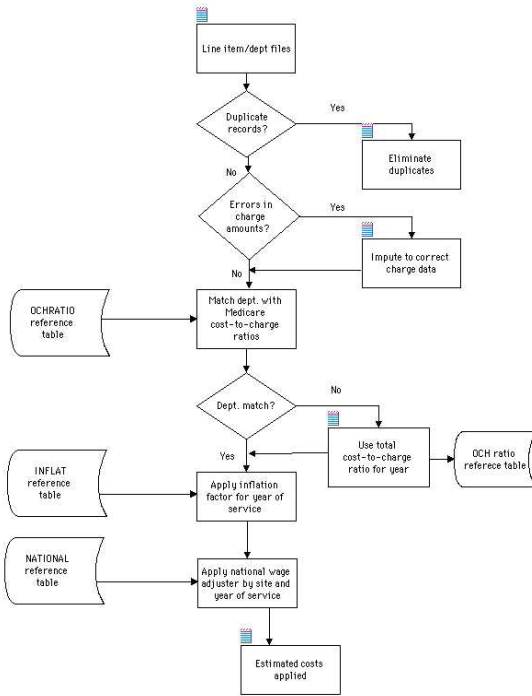 Line item/dept files
Duplicate
records?
Yes
Eliminate
duplicates
No
Errors in
charge
amounts?
Yes
Impute to correct
charge data
No
OCHRATIO
reference
table
Match dept. with
Medicare
cost-to-charge
ratios
Dept. match?
No
Use total
cost-to-charge
ratio for year
OCH ratio
referece table
Yes
INFLAT
reference
table
Apply inflation
factor for year of
service
NATIONAL
reference
table
Apply national wage
adjuster by site and
year of service
Estimated costs
applied